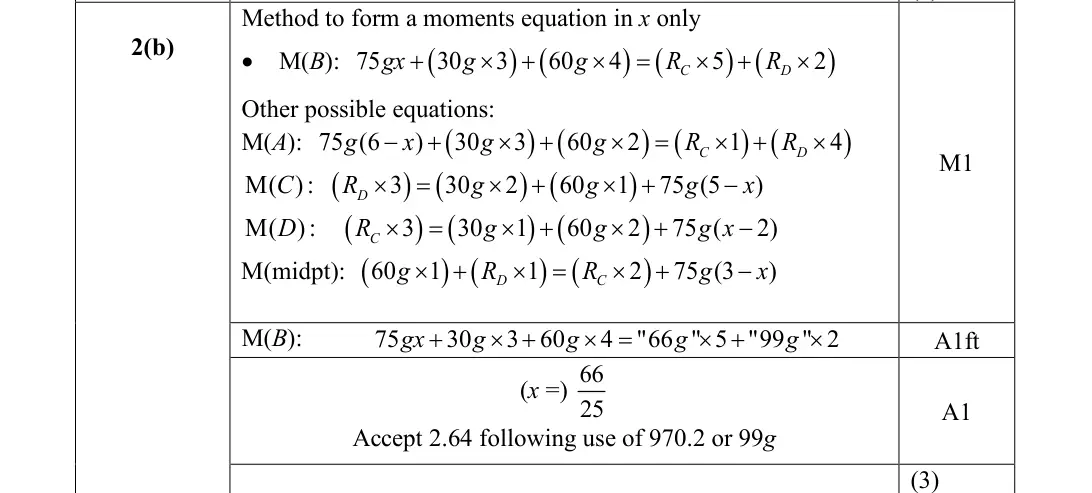 Method to form a moments equation in x only
2(b)
• M(B): 75gx + (30g × 3) + (60g × 4) = (R_C × 5) + (R_D × 2)
Other possible equations:
M(A): 75g(6 − x) + (30g × 3) + (60g × 2) = (R_C × 1) + (R_D × 4)
M1
M(C): (R_D × 3) = (30g × 2) + (60g × 1) + 75g(5 − x)
M(D): (R_C × 3) = (30g × 1) + (60g × 2) + 75g(x − 2)
M(midpt): (60g × 1) + (R_D × 1) = (R_C × 2) + 75g(3 − x)
M(B): 75gx + 30g × 3 + 60g × 4 = "66g" × 5 + "99g" × 2 A1ft
(x =) 66/25
A1
Accept 2.64 following use of 970.2 or 99g
(3)